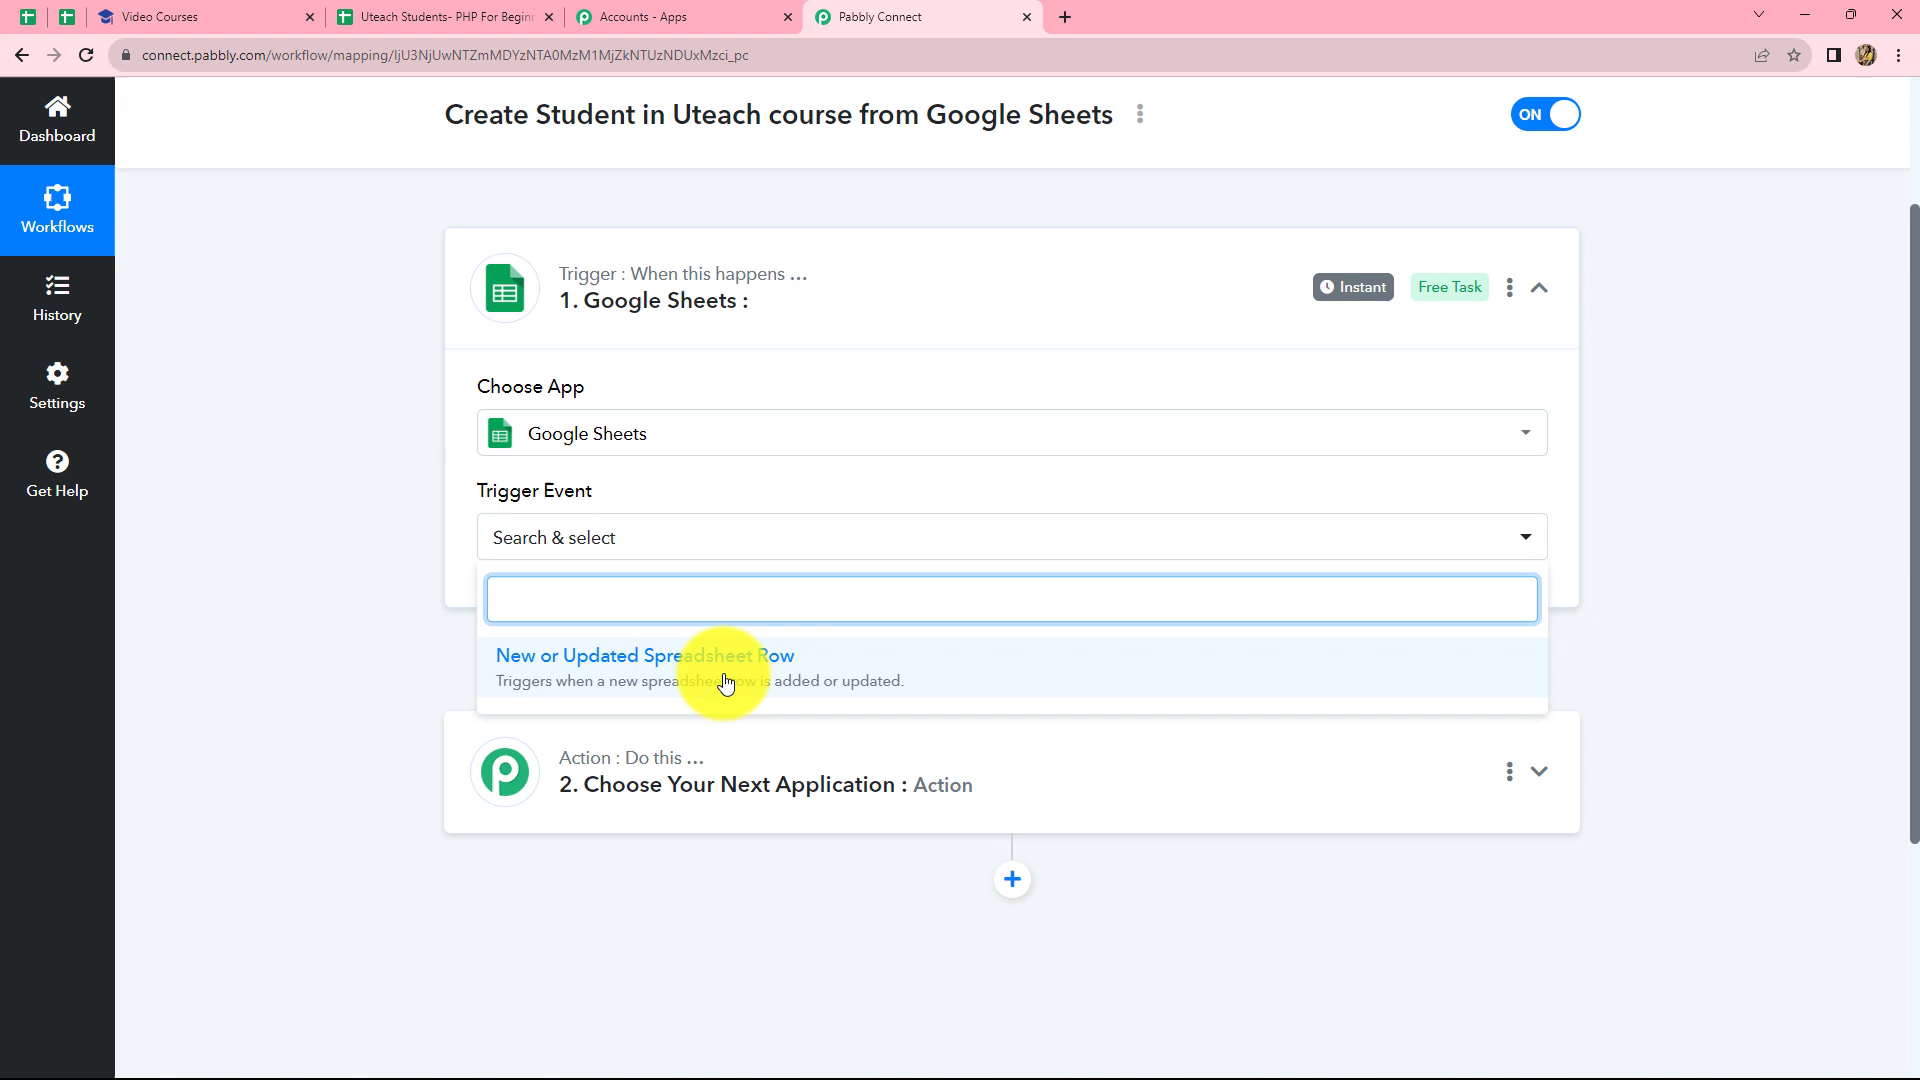 Video Courses
Uteach Students- PHP For Beginr
Accounts - Apps
Pabbly Connect
connect.pabbly.com/workflow/mapping/IjU3NjUwNTZmMDYzNTA0MzM1MjZkNTUzNDUxMzci_pc
Dashboard
Workflows
History
Settings
Get Help
Create Student in Uteach course from Google Sheets
ON
Trigger : When this happens ...
1. Google Sheets :
Instant
Free Task
Choose App
Google Sheets
Trigger Event
Search & select
New or Updated Spreadsheet Row
Triggers when a new spreadsheet row is added or updated.
Action : Do this ...
2. Choose Your Next Application : Action